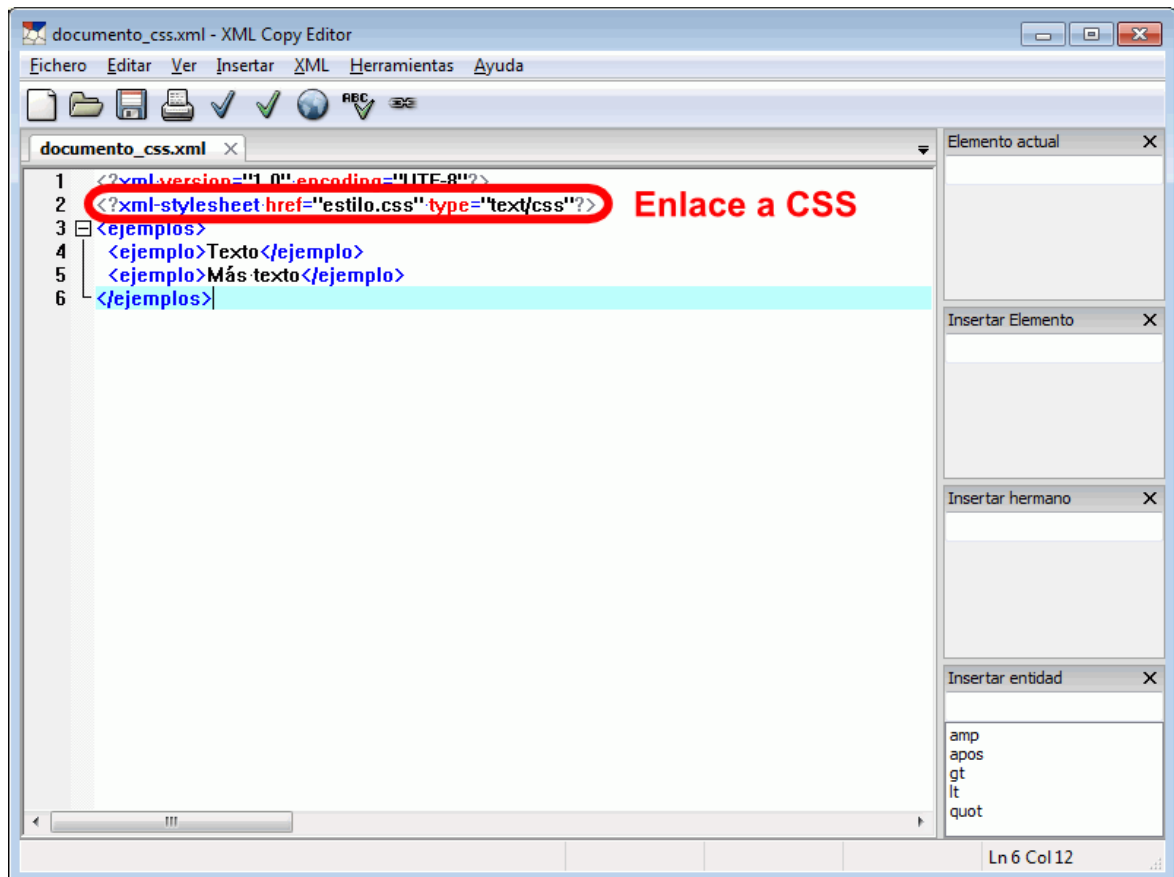 documento_css.xml - XML Copy Editor
Fichero Editar Ver Insertar XML Herramientas Ayuda
ABC
documento_css.xml
Elemento actual
1 <?xml version="1.0" encoding="UTF-8"?>
2 <?xml-stylesheet href="estilo.css" type="text/css"?> Enlace a CSS
3 <ejemplos>
4 <ejemplo>Texto</ejemplo>
5 <ejemplo>Más texto</ejemplo>
6 </ejemplos>
Insertar Elemento
Insertar hermano
Insertar entidad
amp
apos
gt
lt
quot
Ln 6 Col 12